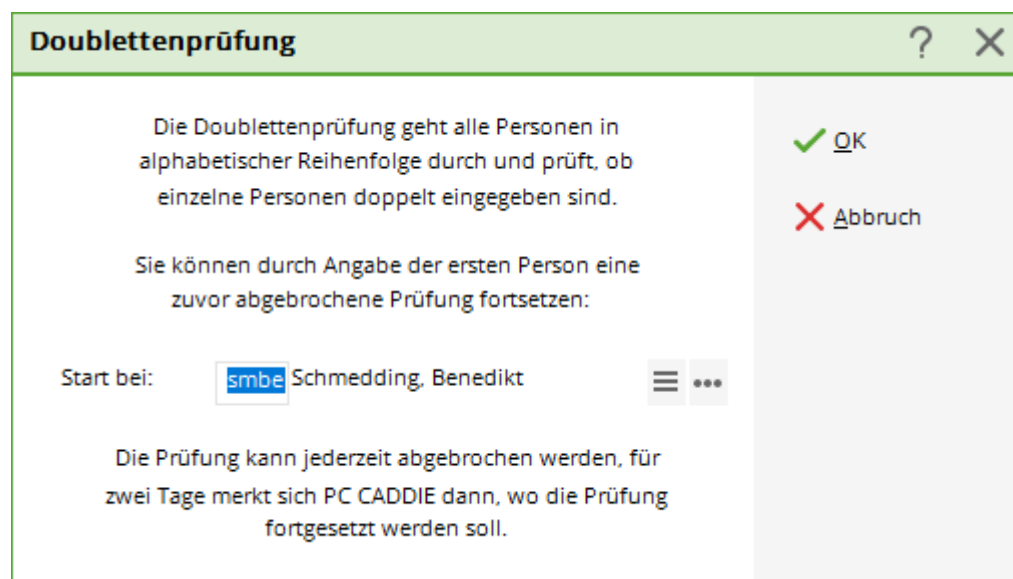 Doublettenprüfung
?
Die Doublettenprüfung geht alle Personen in
alphabetischer Reihenfolge durch und prüft, ob
einzelne Personen doppelt eingegeben sind.
OK
Abbruch
Sie können durch Angabe der ersten Person eine
zuvor abgebrochene Prüfung fortsetzen:
Start bei: smbe Schmedding, Benedikt
Die Prüfung kann jederzeit abgebrochen werden, für
zwei Tage merkt sich PC CADDIE dann, wo die Prüfung
fortgesetzt werden soll.